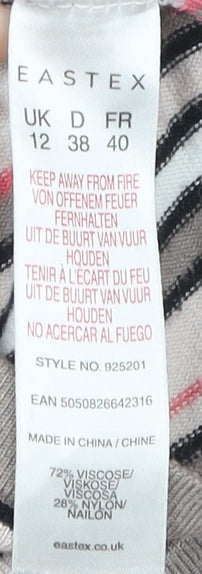 EASTEX
UK D FR
12 38 40
KEEP AWAY FROM FIRE
VON OFFENEM FEUER
FERNHALTEN
UIT DE BUURT VAN VUUR
HOUDEN
TENIR À L'ÉCART DU FEU
UIT DE BUURT VAN VUUR
HOUDEN
NO ACERCAR AL FUEGO
STYLE NO. 925201
EAN 5050826642316
MADE IN CHINA / CHINE
72% VISCOSE/
VISKOSE/
VISCOSA
28% NYLON/
NAILON
eastex.co.uk